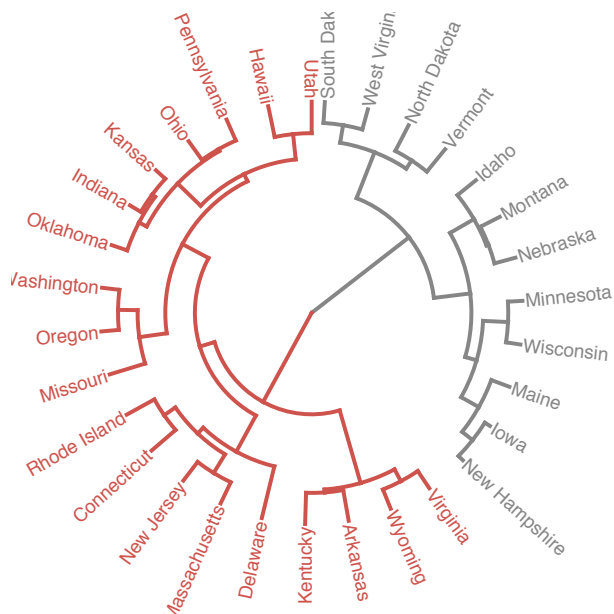 South Dak
West Virgin
North Dakota
Vermont
Idaho
Montana
Nebraska
Minnesota
Wisconsin
Maine
Iowa
New Hampshire
Virginia
Wyoming
Arkansas
Kentucky
Delaware
Massachusetts
New Jersey
Connecticut
Rhode Island
Missouri
Oregon
Washington
Oklahoma
Indiana
Kansas
Ohio
Pennsylvania
Hawaii
Utah